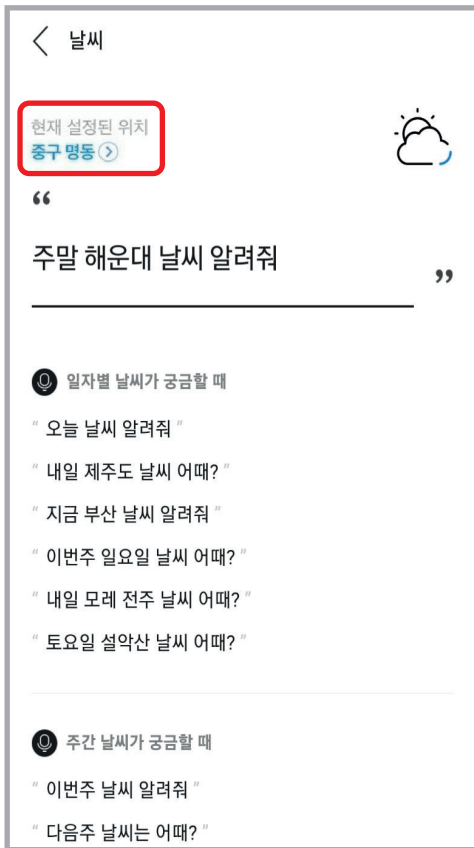 날씨
현재 설정된 위치
중구 명동
“
주말 해운대 날씨 알려줘
”
일자별 날씨가 궁금할 때
“ 오늘 날씨 알려줘 ”
“ 내일 제주도 날씨 어때? ”
“ 지금 부산 날씨 알려줘 ”
“ 이번주 일요일 날씨 어때? ”
“ 내일 모레 전주 날씨 어때? ”
“ 토요일 설악산 날씨 어때? ”
주간 날씨가 궁금할 때
“ 이번주 날씨 알려줘 ”
“ 다음주 날씨는 어때? ”